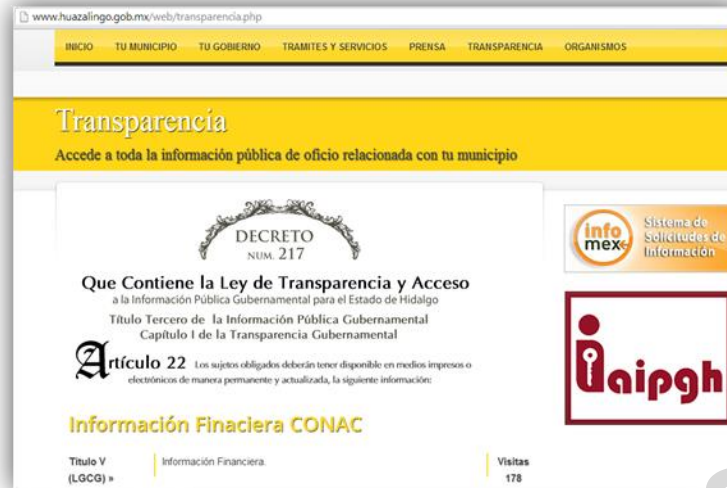 www.huazalingo.gob.mx/web/transparencia.php
INICIO TU MUNICIPIO TU GOBIERNO TRAMITES Y SERVICIOS PRENSA TRANSPARENCIA ORGANISMOS
Transparencia
Accede a toda la información pública de oficio relacionada con tu municipio
DECRETO
NUM. 217
Que Contiene la Ley de Transparencia y Acceso
a la Información Pública Gubernamental para el Estado de Hidalgo
Título Tercero de la Información Pública Gubernamental
Capítulo I de la Transparencia Gubernamental
Artículo 22 Los sujetos obligados deberán tener disponible en medios impresos o
electrónicos de manera permanente y actualizada, la siguiente información:
Información Finaciera CONAC
Título V
(LGCG) »
Información Financiera.
Visitas
178
info
mex
Sistema de
Solicitudes de
Información
iaipgh